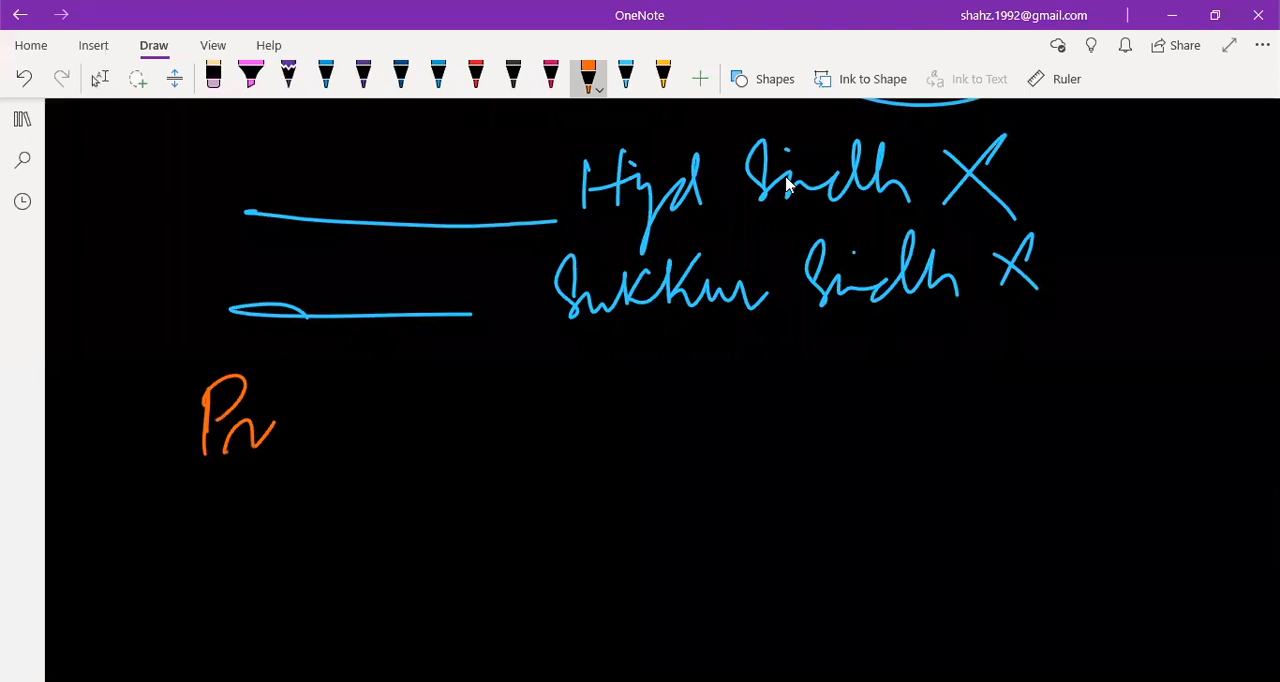 OneNote
shahz.1992@gmail.com
Home Insert Draw View Help
Share
Shapes Ink to Shape Ink to Text Ruler
Hyd Sindh X
Sukkur Sindh X
Pr